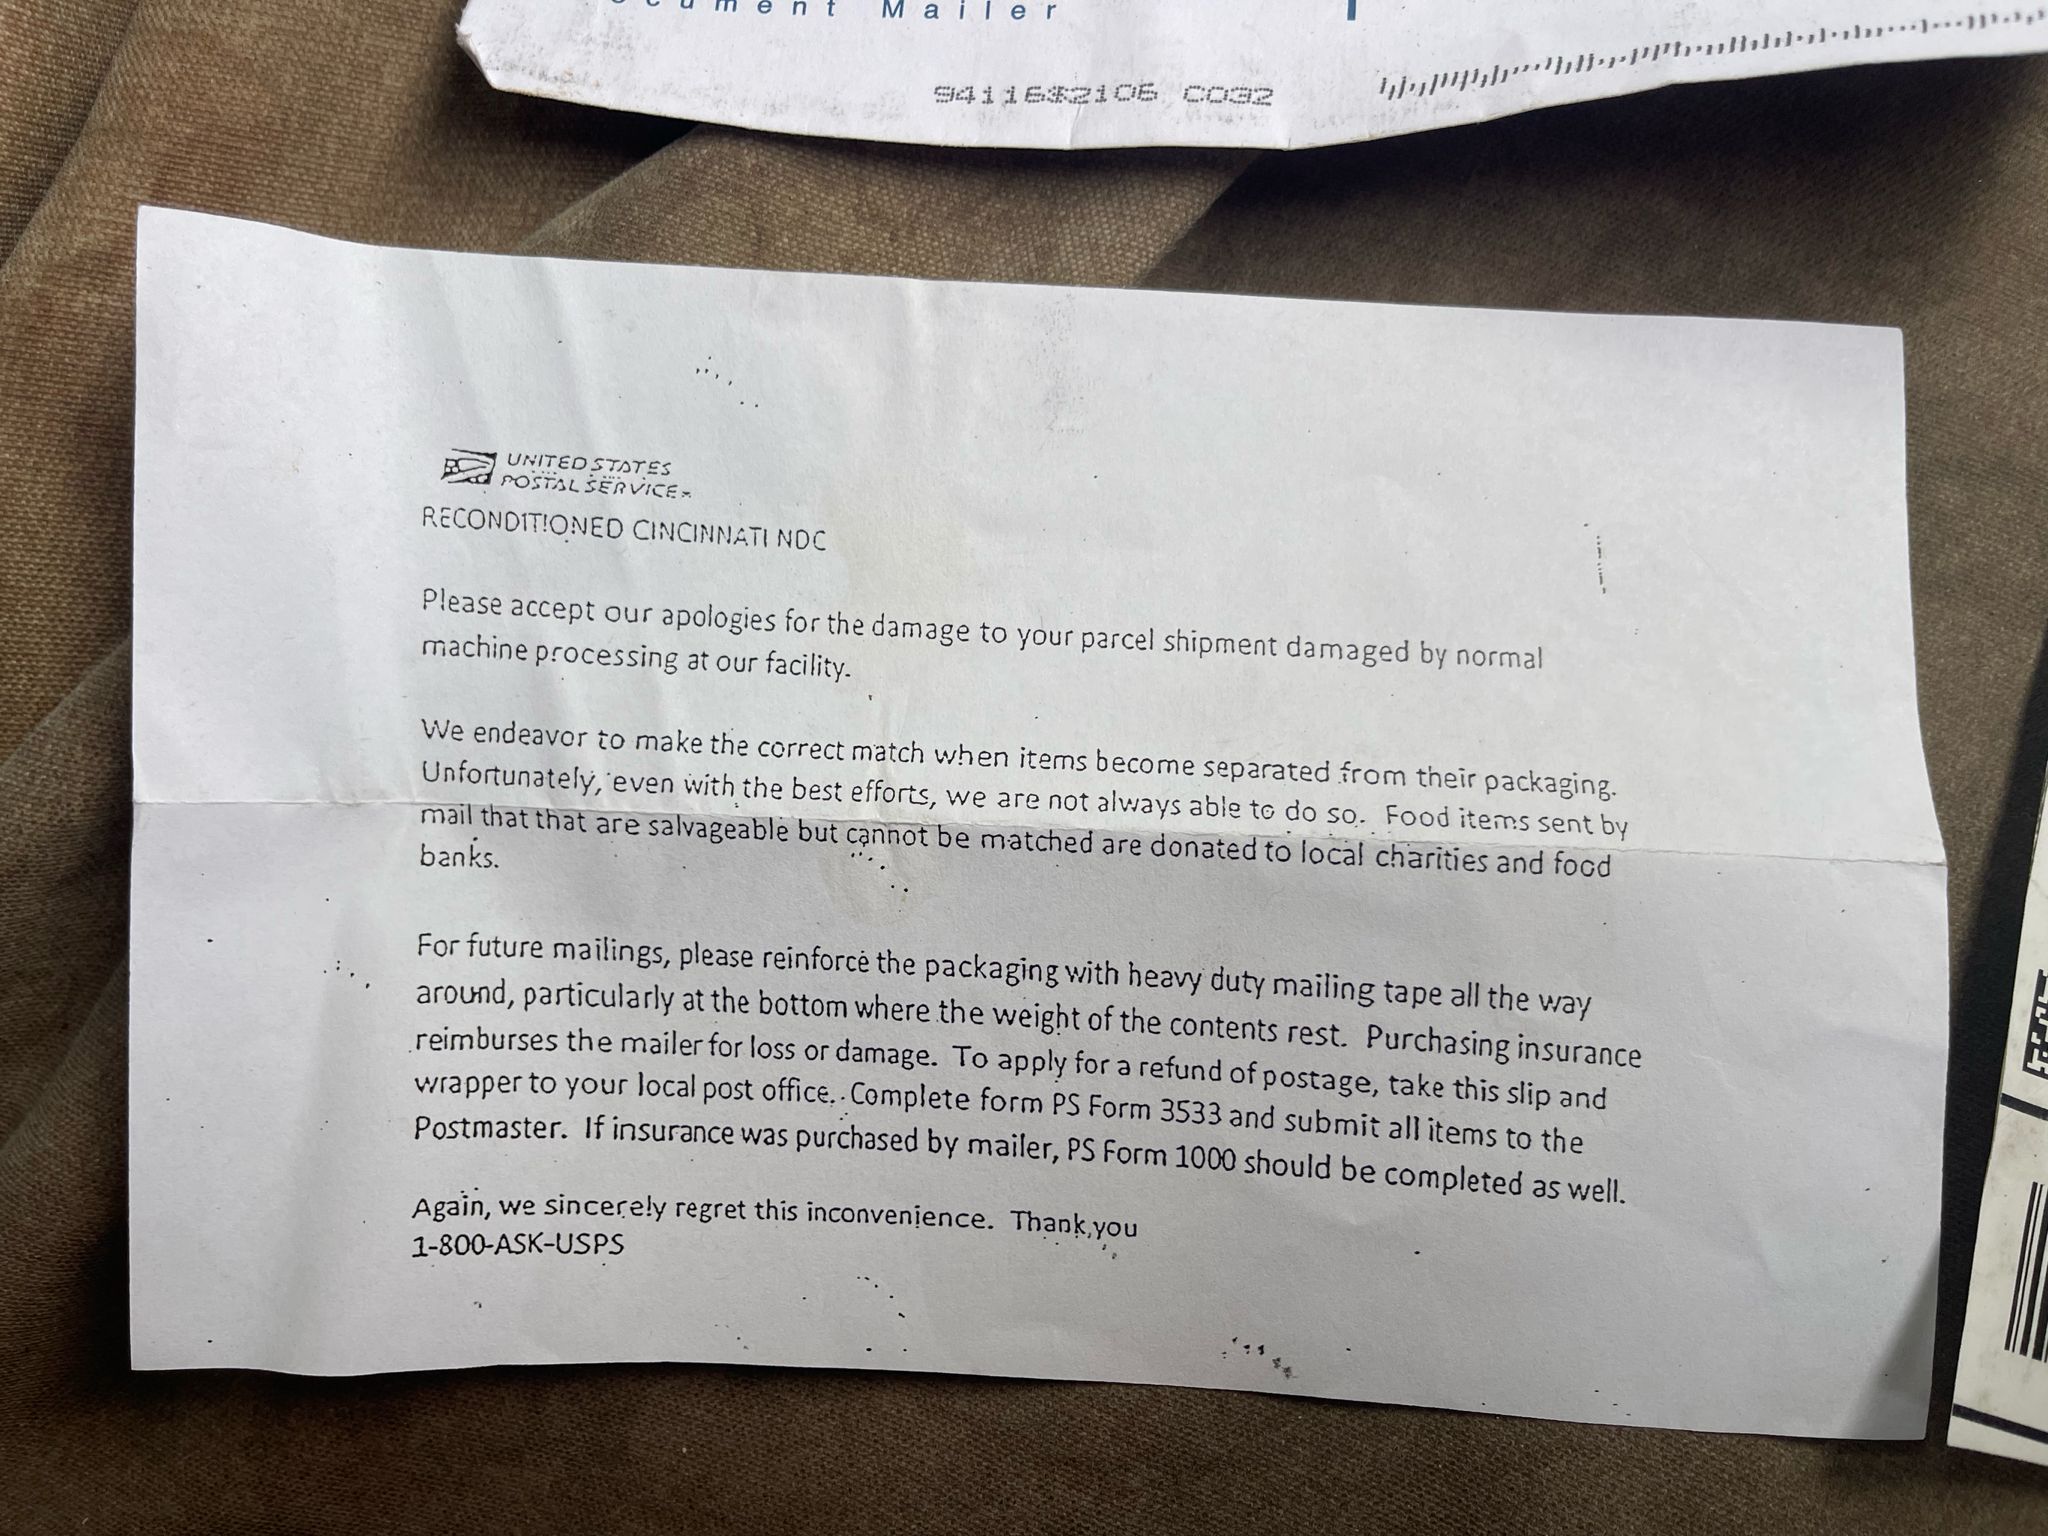 ocument Mailer
94116$2106 C032
UNITED STATES
POSTAL SERVICE
RECONDITIONED CINCINNATI NDC
Please accept our apologies for the damage to your parcel shipment damaged by normal
machine processing at our facility.
We endeavor to make the correct match when items become separated from their packaging.
Unfortunately, even with the best efforts, we are not always able to do so. Food items sent by
mail that that are salvageable but cannot be matched are donated to local charities and food
banks.
For future mailings, please reinforce the packaging with heavy duty mailing tape all the way
around, particularly at the bottom where the weight of the contents rest. Purchasing insurance
reimburses the mailer for loss or damage. To apply for a refund of postage, take this slip and
wrapper to your local post office. Complete form PS Form 3533 and submit all items to the
Postmaster. If insurance was purchased by mailer, PS Form 1000 should be completed as well.
Again, we sincerely regret this inconvenience. Thank you
1-800-ASK-USPS